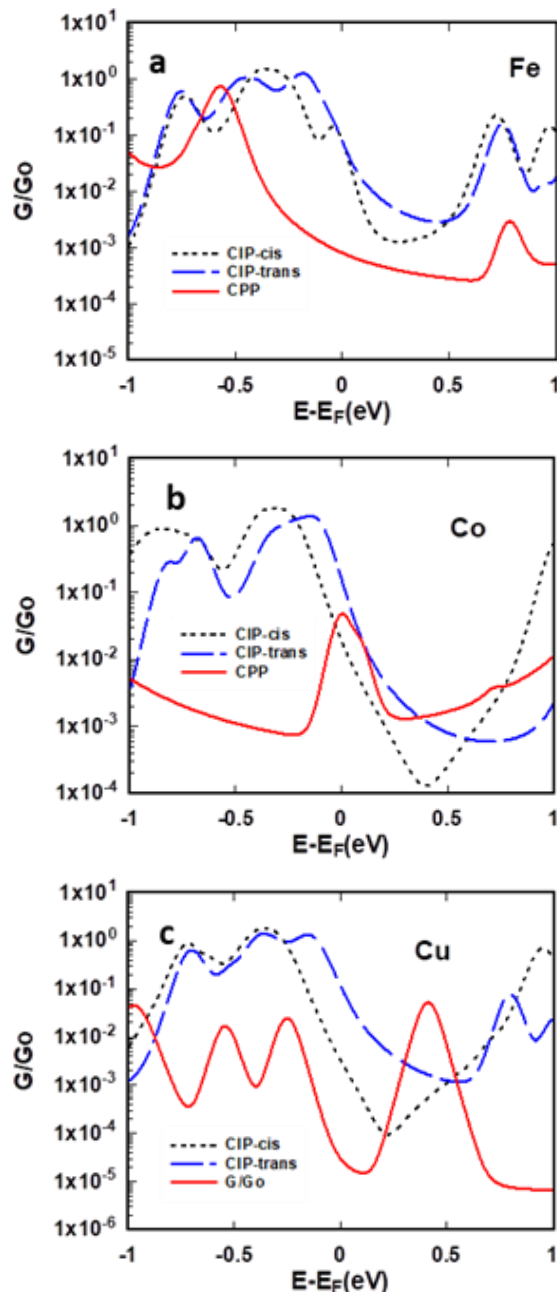 a
Fe
1x10¹
1x10⁰
1x10⁻¹
1x10⁻²
1x10⁻³
1x10⁻⁴
1x10⁻⁵
G/Go
CIP-cis
CIP-trans
CPP
-1 -0.5 0 0.5 1
E-E_F(eV)
b
Co
1x10¹
1x10⁰
1x10⁻¹
1x10⁻²
1x10⁻³
1x10⁻⁴
G/Go
CIP-cis
CIP-trans
CPP
-1 -0.5 0 0.5 1
E-E_F(eV)
c
Cu
1x10¹
1x10⁰
1x10⁻¹
1x10⁻²
1x10⁻³
1x10⁻⁴
1x10⁻⁵
1x10⁻⁶
G/Go
CIP-cis
CIP-trans
G/Go
-1 -0.5 0 0.5 1
E-E_F(eV)